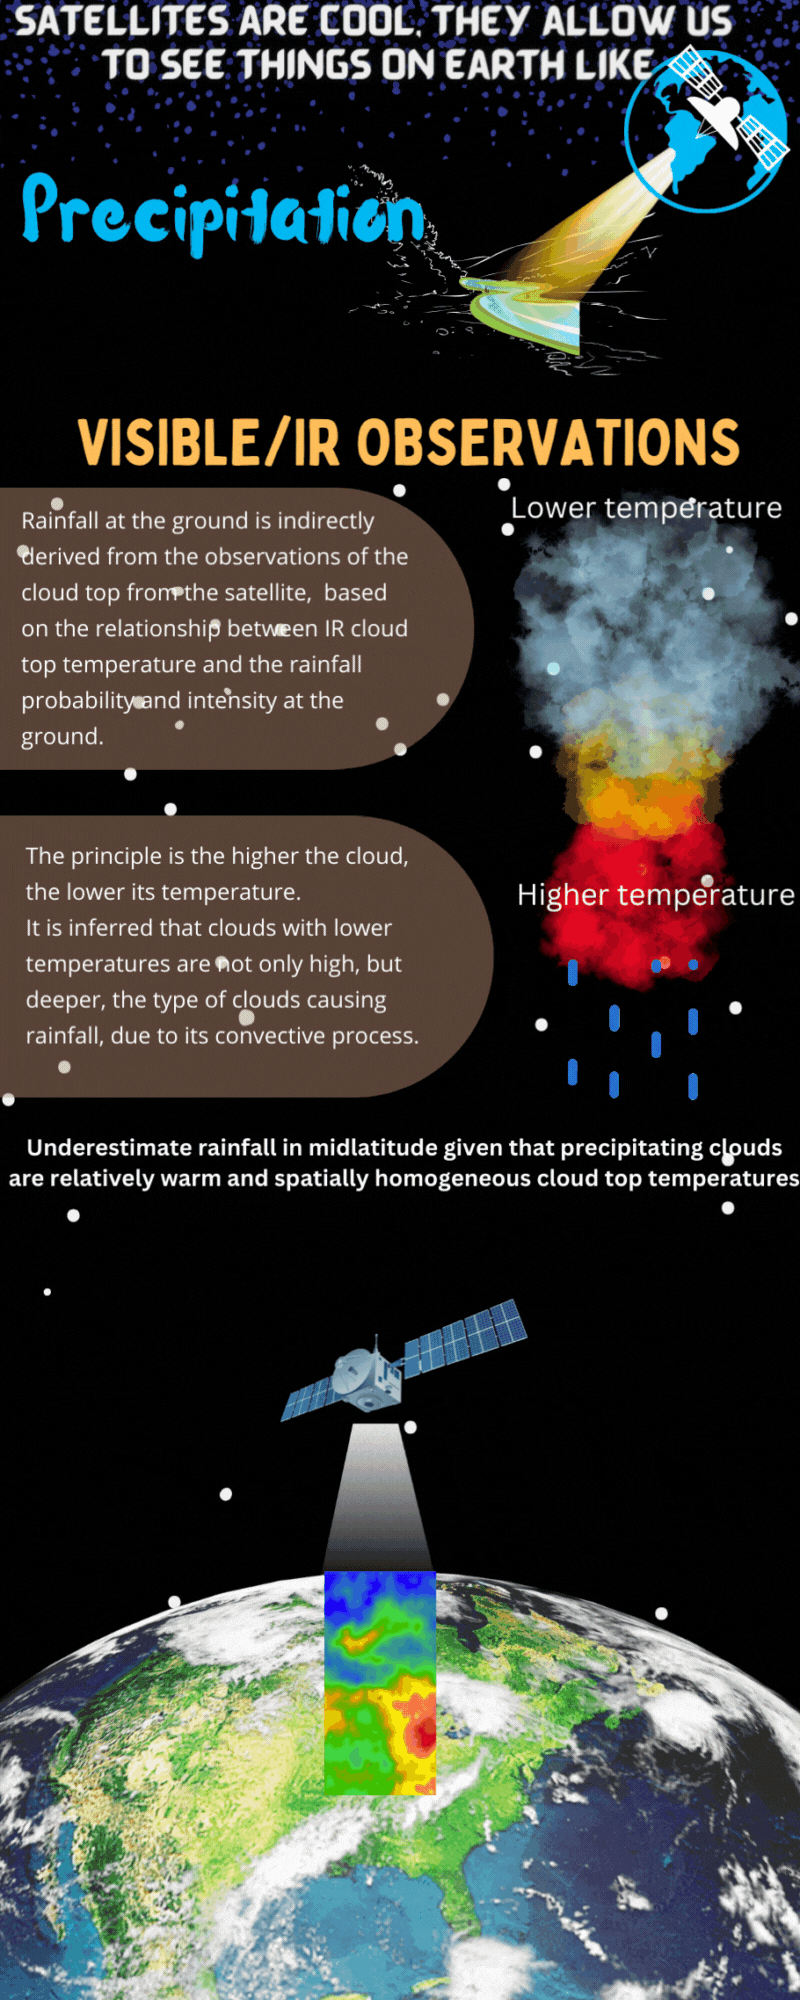 SATELLITES ARE COOL, THEY ALLOW US
TO SEE THINGS ON EARTH LIKE
Precipitation
VISIBLE/IR OBSERVATIONS
Rainfall at the ground is indirectly
derived from the observations of the
cloud top from the satellite, based
on the relationship between IR cloud
top temperature and the rainfall
probability and intensity at the
ground.
Lower temperature
The principle is the higher the cloud,
the lower its temperature.
It is inferred that clouds with lower
temperatures are not only high, but
deeper, the type of clouds causing
rainfall, due to its convective process.
Higher temperature
Underestimate rainfall in midlatitude given that precipitating clouds
are relatively warm and spatially homogeneous cloud top temperatures